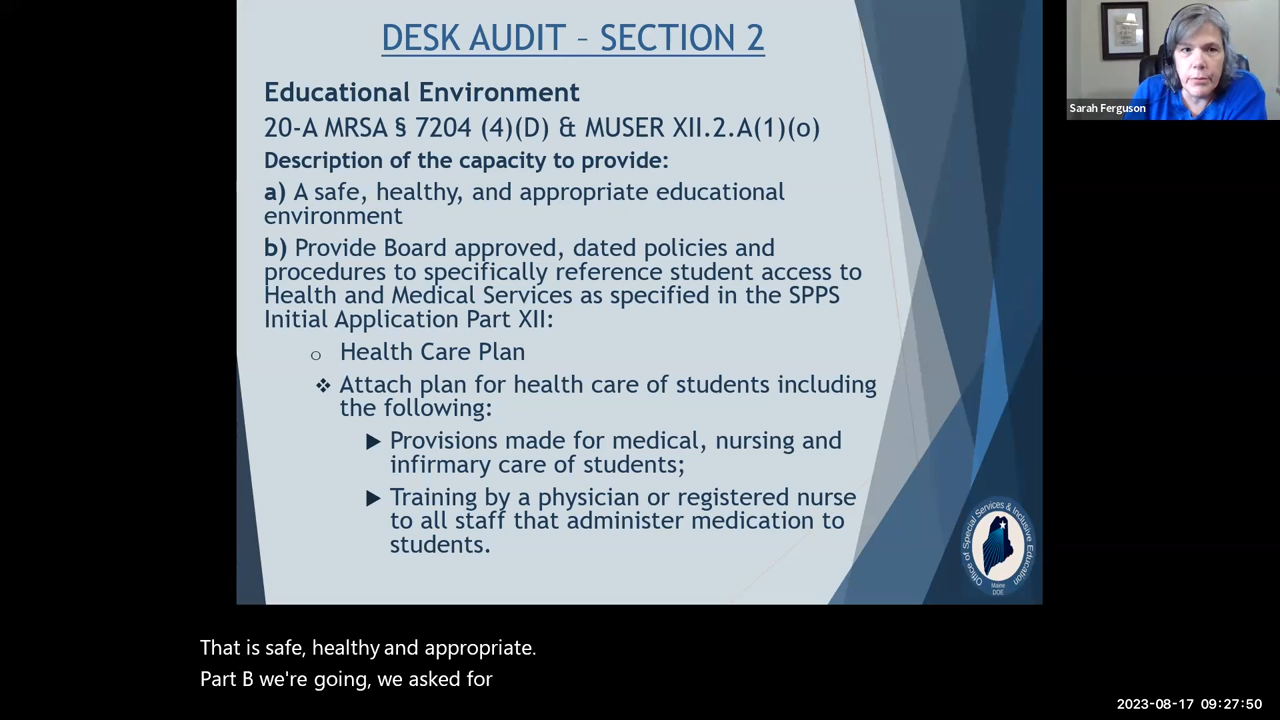 DESK AUDIT – SECTION 2
Educational Environment
20-A MRSA § 7204 (4)(D) & MUSER XII.2.A(1)(o)
Description of the capacity to provide:
a) A safe, healthy, and appropriate educational
environment
b) Provide Board approved, dated policies and
procedures to specifically reference student access to
Health and Medical Services as specified in the SPPS
Initial Application Part XII:
o Health Care Plan
❖ Attach plan for health care of students including
the following:
▶ Provisions made for medical, nursing and
infirmary care of students;
▶ Training by a physician or registered nurse
to all staff that administer medication to
students.
Office of Special Services & Inclusive Education
Maine
DOE
Sarah Ferguson
That is safe, healthy and appropriate.
Part B we're going, we asked for
2023-08-17 09:27:50